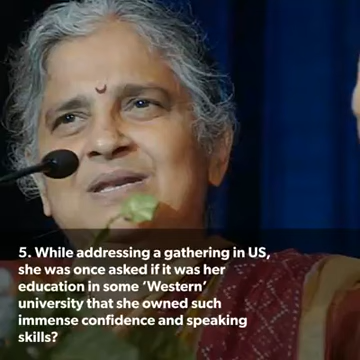 5. While addressing a gathering in US,
she was once asked if it was her
education in some ‘Western’
university that she owned such
immense confidence and speaking
skills?